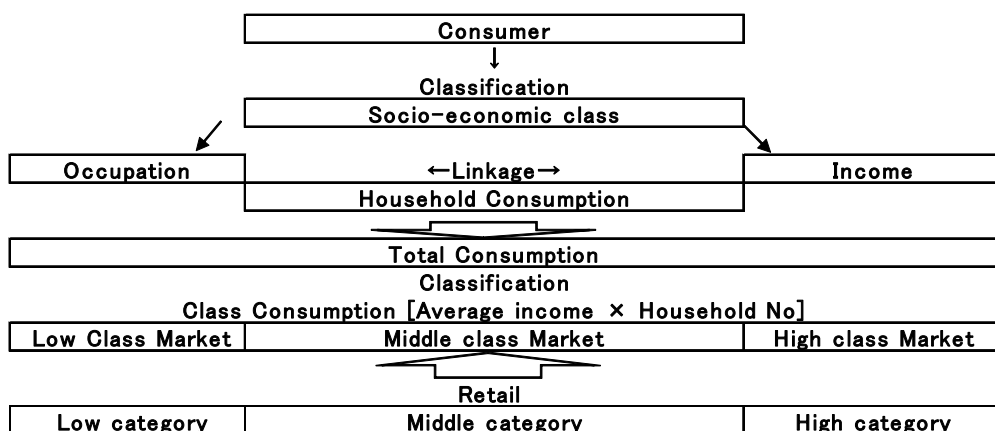 Consumer
↓
Classification
Socio-economic class
Occupation ←Linkage→ Income
Household Consumption
Total Consumption
Classification
Class Consumption [Average income × Household No]
Low Class Market Middle class Market High class Market
Retail
Low category Middle category High category